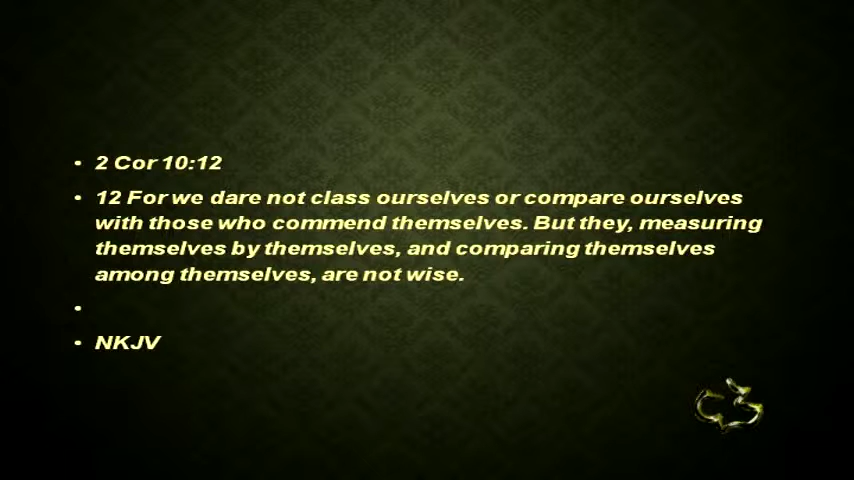 • 2 Cor 10:12
• 12 For we dare not class ourselves or compare ourselves
with those who commend themselves. But they, measuring
themselves by themselves, and comparing themselves
among themselves, are not wise.
•
• NKJV
C3